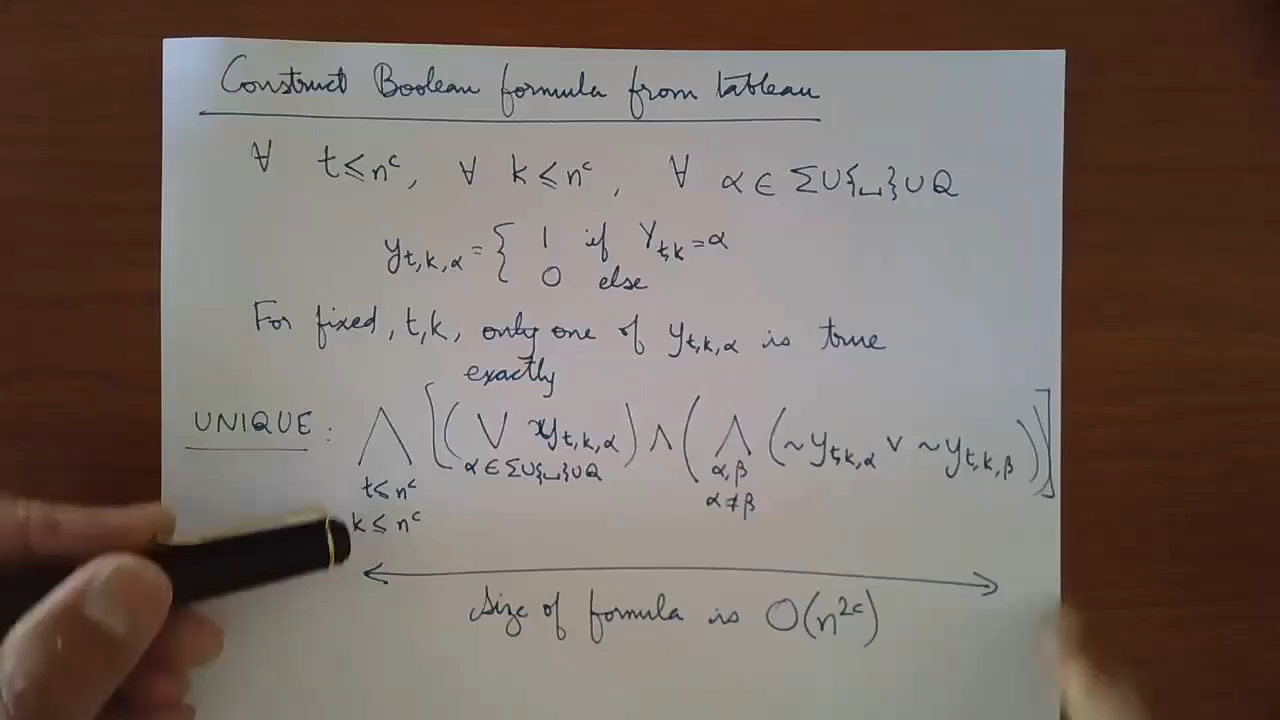 Construct Boolean formula from tableau
∀ t≤n^c, ∀ k≤n^c, ∀ α∈ Σ∪{␣}∪Q
y_{t,k,α} = { 1 if Y_{t,k}=α
0 else
For fixed, t,k, only one of y_{t,k,α} is true
exactly
UNIQUE: ⋀_{t≤n^c k≤n^c} [(⋁_{α∈Σ∪{␣}∪Q} y_{t,k,α}) ∧ (⋀_{α,β α≠β} (~y_{t,k,α} ∨ ~y_{t,k,β}))]
Size of formula is O(n^{2c})